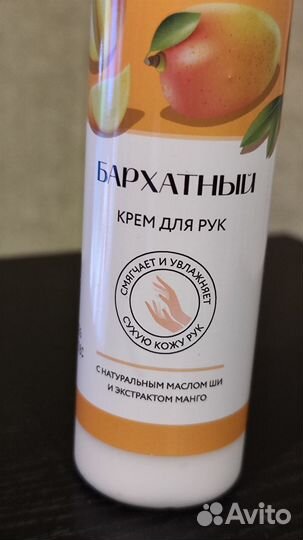 БАРХАТНЫЙ
КРЕМ ДЛЯ РУК
СМЯГЧАЕТ И УВЛАЖНЯЕТ
СУХУЮ КОЖУ РУК
С НАТУРАЛЬНЫМ МАСЛОМ ШИ
И ЭКСТРАКТОМ МАНГО
Avito